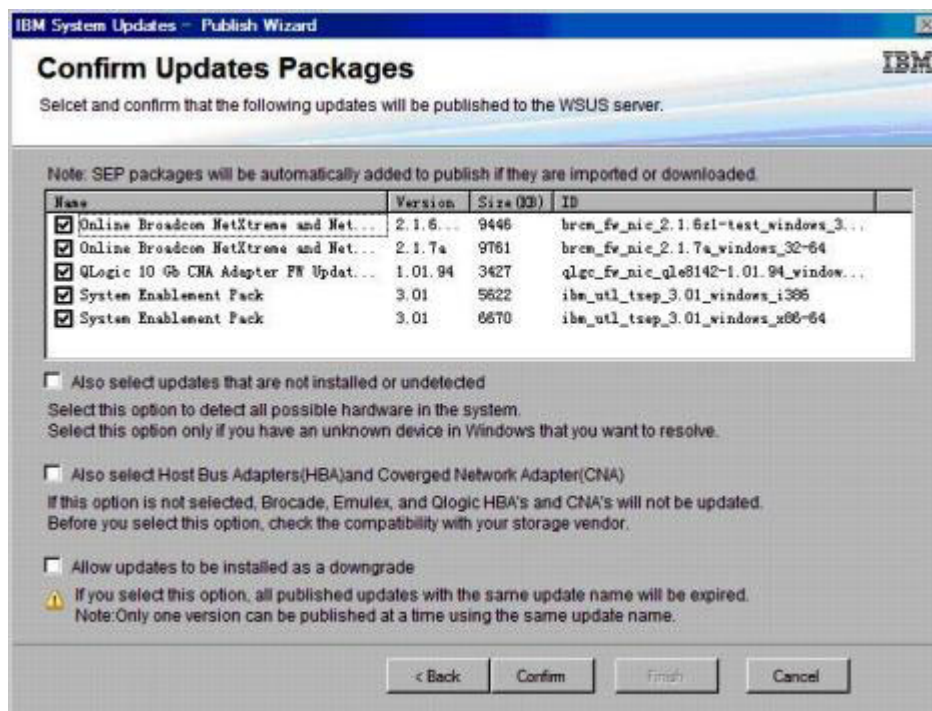 IBM System Updates - Publish Wizard
Confirm Updates Packages
IBM
Selcet and confirm that the following updates will be published to the WSUS server.
Note: SEP packages will be automatically added to publish if they are imported or downloaded.
Name Version Size(KB) ID
Online Broadcom NetXtreme and Net... 2.1.6... 9446 brcm_fw_nic_2.1.6z1-test_windows_3...
Online Broadcom NetXtreme and Net... 2.1.7a 9761 brcm_fw_nic_2.1.7a_windows_32-64
QLogic 10 Gb CNA Adapter FW Updat... 1.01.94 3427 qlgc_fw_nic_qle8142-1.01.94_window...
System Enablement Pack 3.01 5622 ibm_utl_tsep_3.01_windows_i386
System Enablement Pack 3.01 6670 ibm_utl_tsep_3.01_windows_x86-64
Also select updates that are not installed or undetected
Select this option to detect all possible hardware in the system.
Select this option only if you have an unknown device in Windows that you want to resolve.
Also select Host Bus Adapters(HBA)and Coverged Network Adapter(CNA)
If this option is not selected, Brocade, Emulex, and Qlogic HBA's and CNA's will not be updated.
Before you select this option, check the compatibility with your storage vendor.
Allow updates to be installed as a downgrade
If you select this option, all published updates with the same update name will be expired.
Note:Only one version can be published at a time using the same update name.
< Back Confirm Finish Cancel